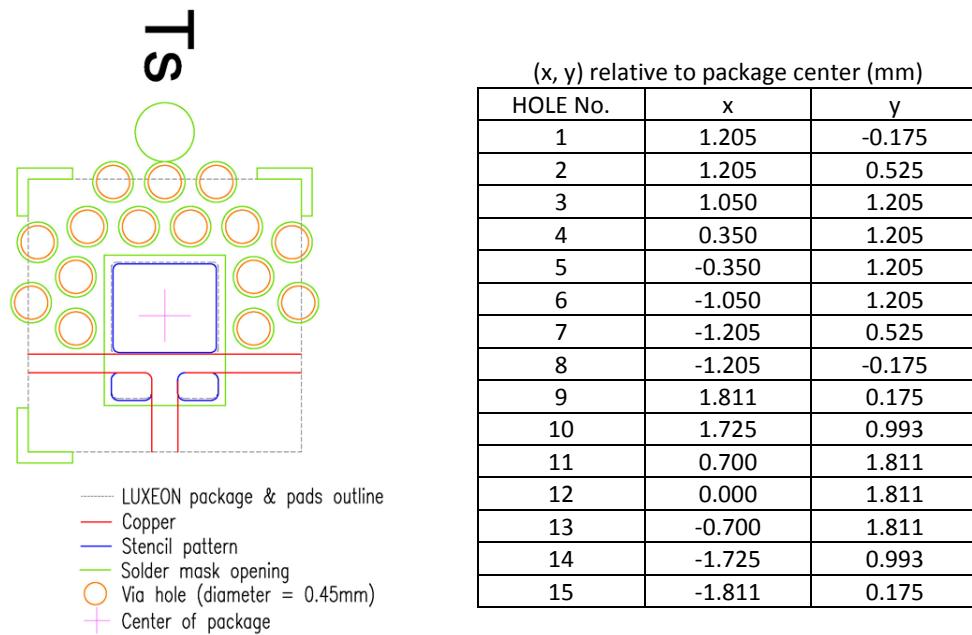 Ts
LUXEON package & pads outline
Copper
Stencil pattern
Solder mask opening
Via hole (diameter = 0.45mm)
Center of package
(x, y) relative to package center (mm)
HOLE No. x y
1 1.205 -0.175
2 1.205 0.525
3 1.050 1.205
4 0.350 1.205
5 -0.350 1.205
6 -1.050 1.205
7 -1.205 0.525
8 -1.205 -0.175
9 1.811 0.175
10 1.725 0.993
11 0.700 1.811
12 0.000 1.811
13 -0.700 1.811
14 -1.725 0.993
15 -1.811 0.175